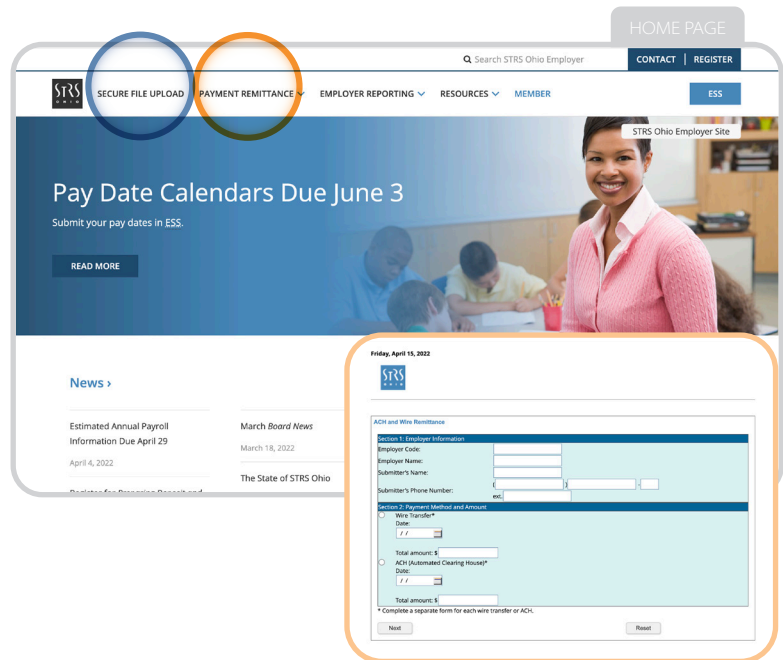 HOME PAGE
Search STRS Ohio Employer
CONTACT | REGISTER
STRS
OHIO
SECURE FILE UPLOAD
PAYMENT REMITTANCE
EMPLOYER REPORTING
RESOURCES
MEMBER
ESS
STRS Ohio Employer Site
Pay Date Calendars Due June 3
Submit your pay dates in ESS.
READ MORE
News ›
Estimated Annual Payroll
Information Due April 29
April 4, 2022
March Board News
March 18, 2022
The State of STRS Ohio
Friday, April 15, 2022
STRS
OHIO
ACH and Wire Remittance
Section 1: Employer Information
Employer Code:
Employer Name:
Submitter's Name:
Submitter's Phone Number:
( ) -
ext.
Section 2: Payment Method and Amount
Wire Transfer*
Date:
/ /
Total amount: $
ACH (Automated Clearing House)*
Date:
/ /
Total amount: $
* Complete a separate form for each wire transfer or ACH.
Next
Reset